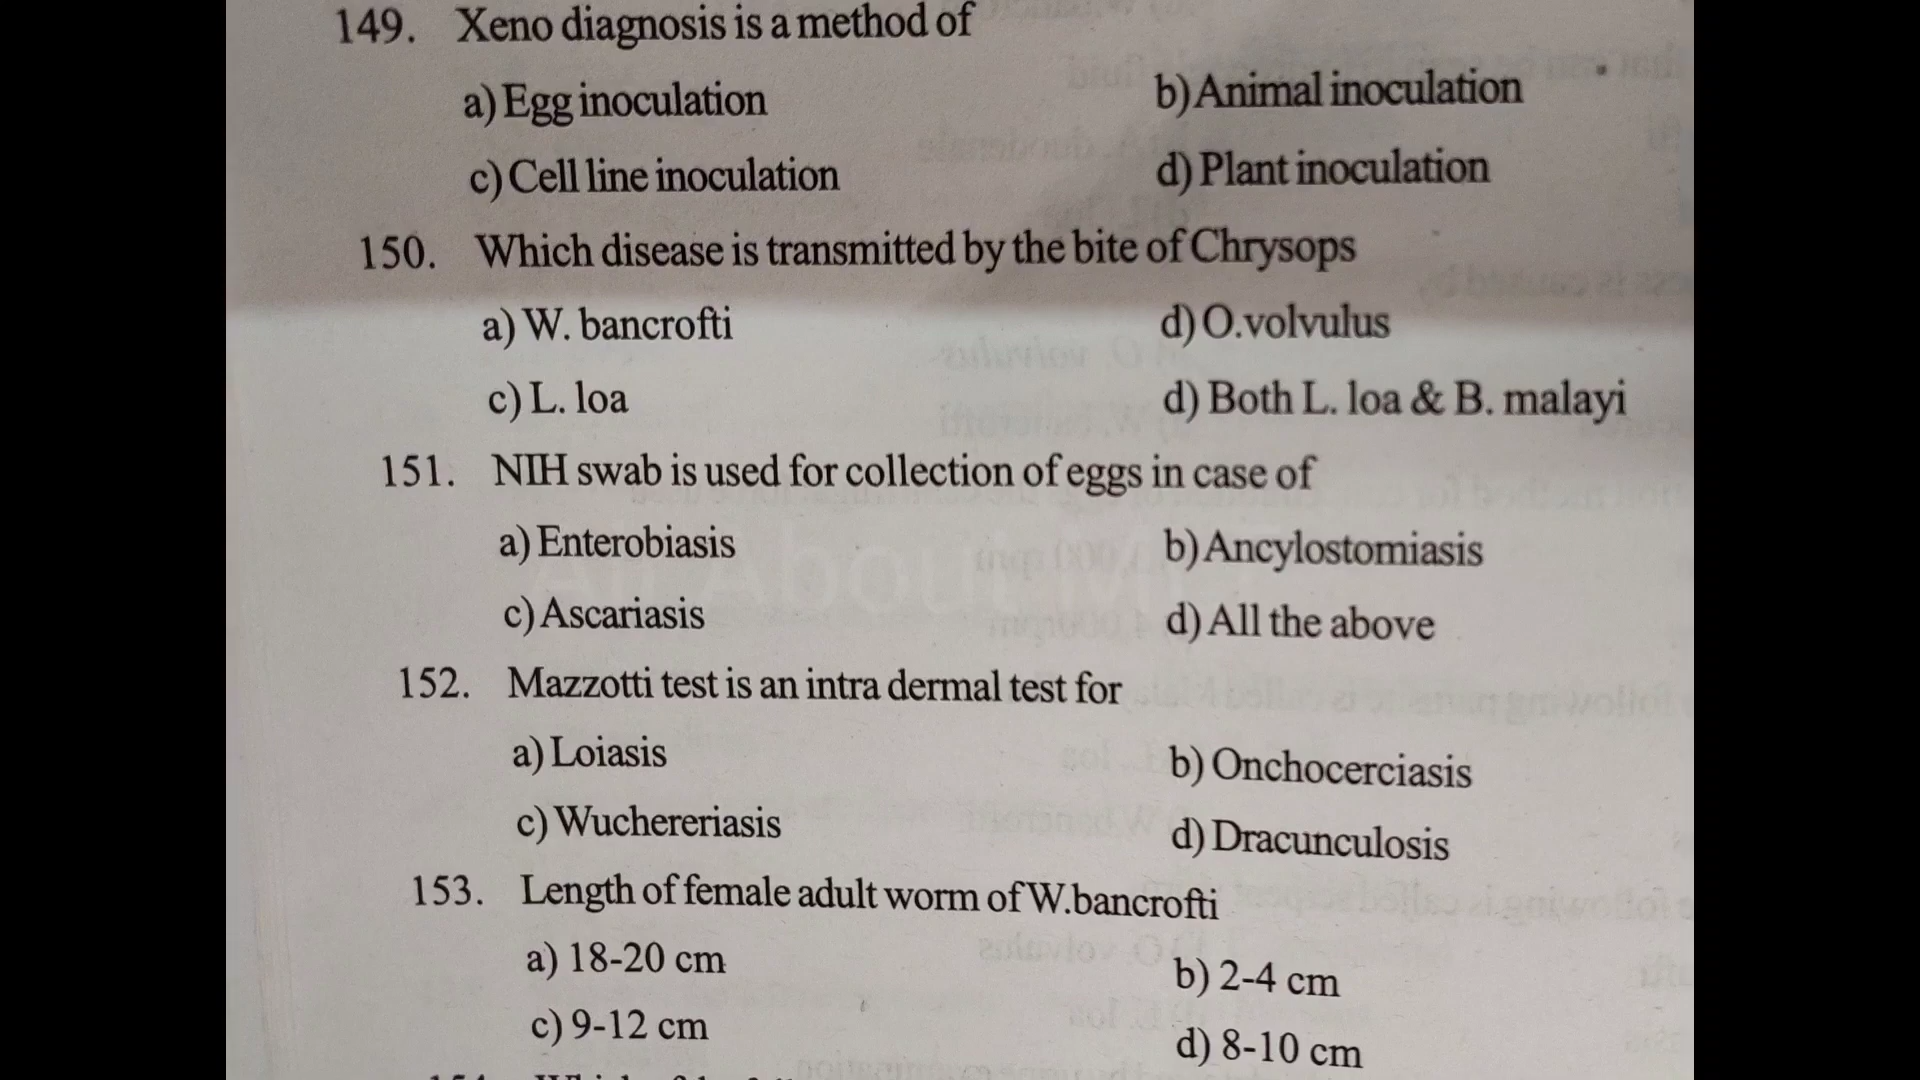 149. Xeno diagnosis is a method of
a) Egg inoculation b) Animal inoculation
c) Cell line inoculation d) Plant inoculation
150. Which disease is transmitted by the bite of Chrysops
a) W. bancrofti d) O.volvulus
c) L. loa d) Both L. loa & B. malayi
151. NIH swab is used for collection of eggs in case of
a) Enterobiasis b) Ancylostomiasis
c) Ascariasis d) All the above
152. Mazzotti test is an intra dermal test for
a) Loiasis b) Onchocerciasis
c) Wuchereriasis d) Dracunculosis
153. Length of female adult worm of W.bancrofti
a) 18-20 cm b) 2-4 cm
c) 9-12 cm d) 8-10 cm